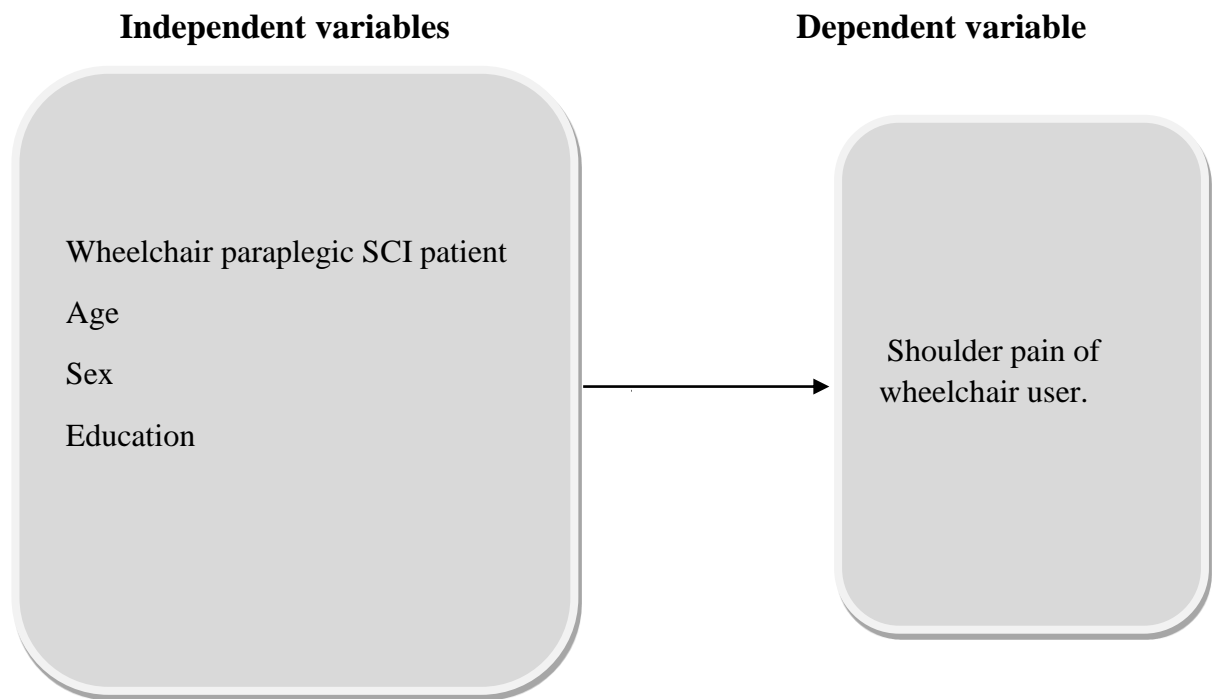 Independent variables
Dependent variable
Wheelchair paraplegic SCI patient
Age
Sex
Education
Shoulder pain of
wheelchair user.